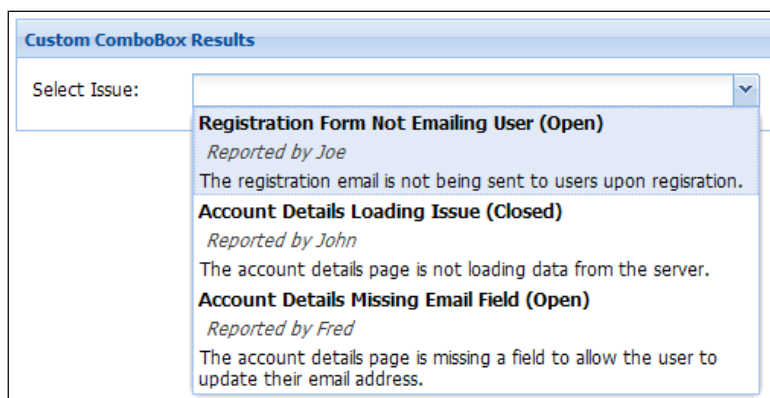 Custom ComboBox Results
Select Issue:
Registration Form Not Emailing User (Open)
Reported by Joe
The registration email is not being sent to users upon regisration.
Account Details Loading Issue (Closed)
Reported by John
The account details page is not loading data from the server.
Account Details Missing Email Field (Open)
Reported by Fred
The account details page is missing a field to allow the user to
update their email address.